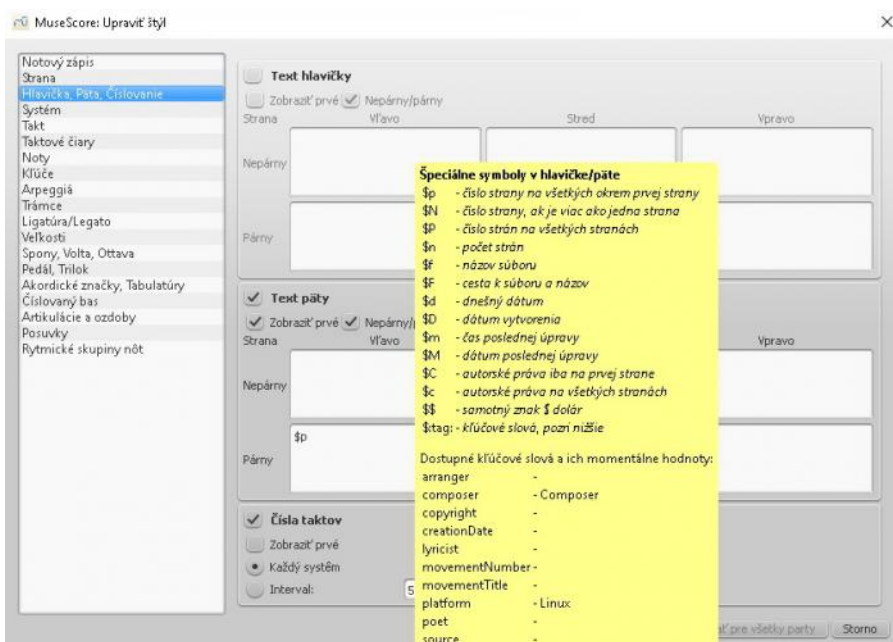 MuseScore: Upraviť štýl
Notový zápis
Strana
Hlavička, Päta, Číslovanie
Systém
Takt
Taktové čiary
Noty
Kľúče
Arpeggiá
Trámce
Ligatúra/Legato
Veľkosti
Spony, Volta, Ottava
Pedál, Trilok
Akordické značky, Tabulatúry
Číslovaný bas
Artikulácie a ozdoby
Posuvky
Rytmické skupiny nôt
Text hlavičky
Zobraziť prvé Nepárny/párny
Strana Vľavo Stred Vpravo
Nepárny
Párny
Text päty
Zobraziť prvé Nepárny/
Strana Vľavo Vpravo
Nepárny
Párny $p
Čísla taktov
Zobraziť prvé
Každý systém
Interval: 5
Špeciálne symboly v hlavičke/päte
$p - číslo strany na všetkých okrem prvej strany
$N - číslo strany, ak je viac ako jedna strana
$P - číslo strán na všetkých stranách
$n - počet strán
$f - názov súboru
$F - cesta k súboru a názov
$d - dnešný dátum
$D - dátum vytvorenia
$m - čas poslednej úpravy
$M - dátum poslednej úpravy
$C - autorské práva iba na prvej strane
$c - autorské práva na všetkých stranách
$$ - samotný znak $ dolár
$:tag: - kľúčové slová, pozri nižšie
Dostupné kľúčové slová a ich momentálne hodnoty:
arranger -
composer - Composer
copyright -
creationDate -
lyricist -
movementNumber -
movementTitle -
platform - Linux
poet -
source -
pre všetky party Storno